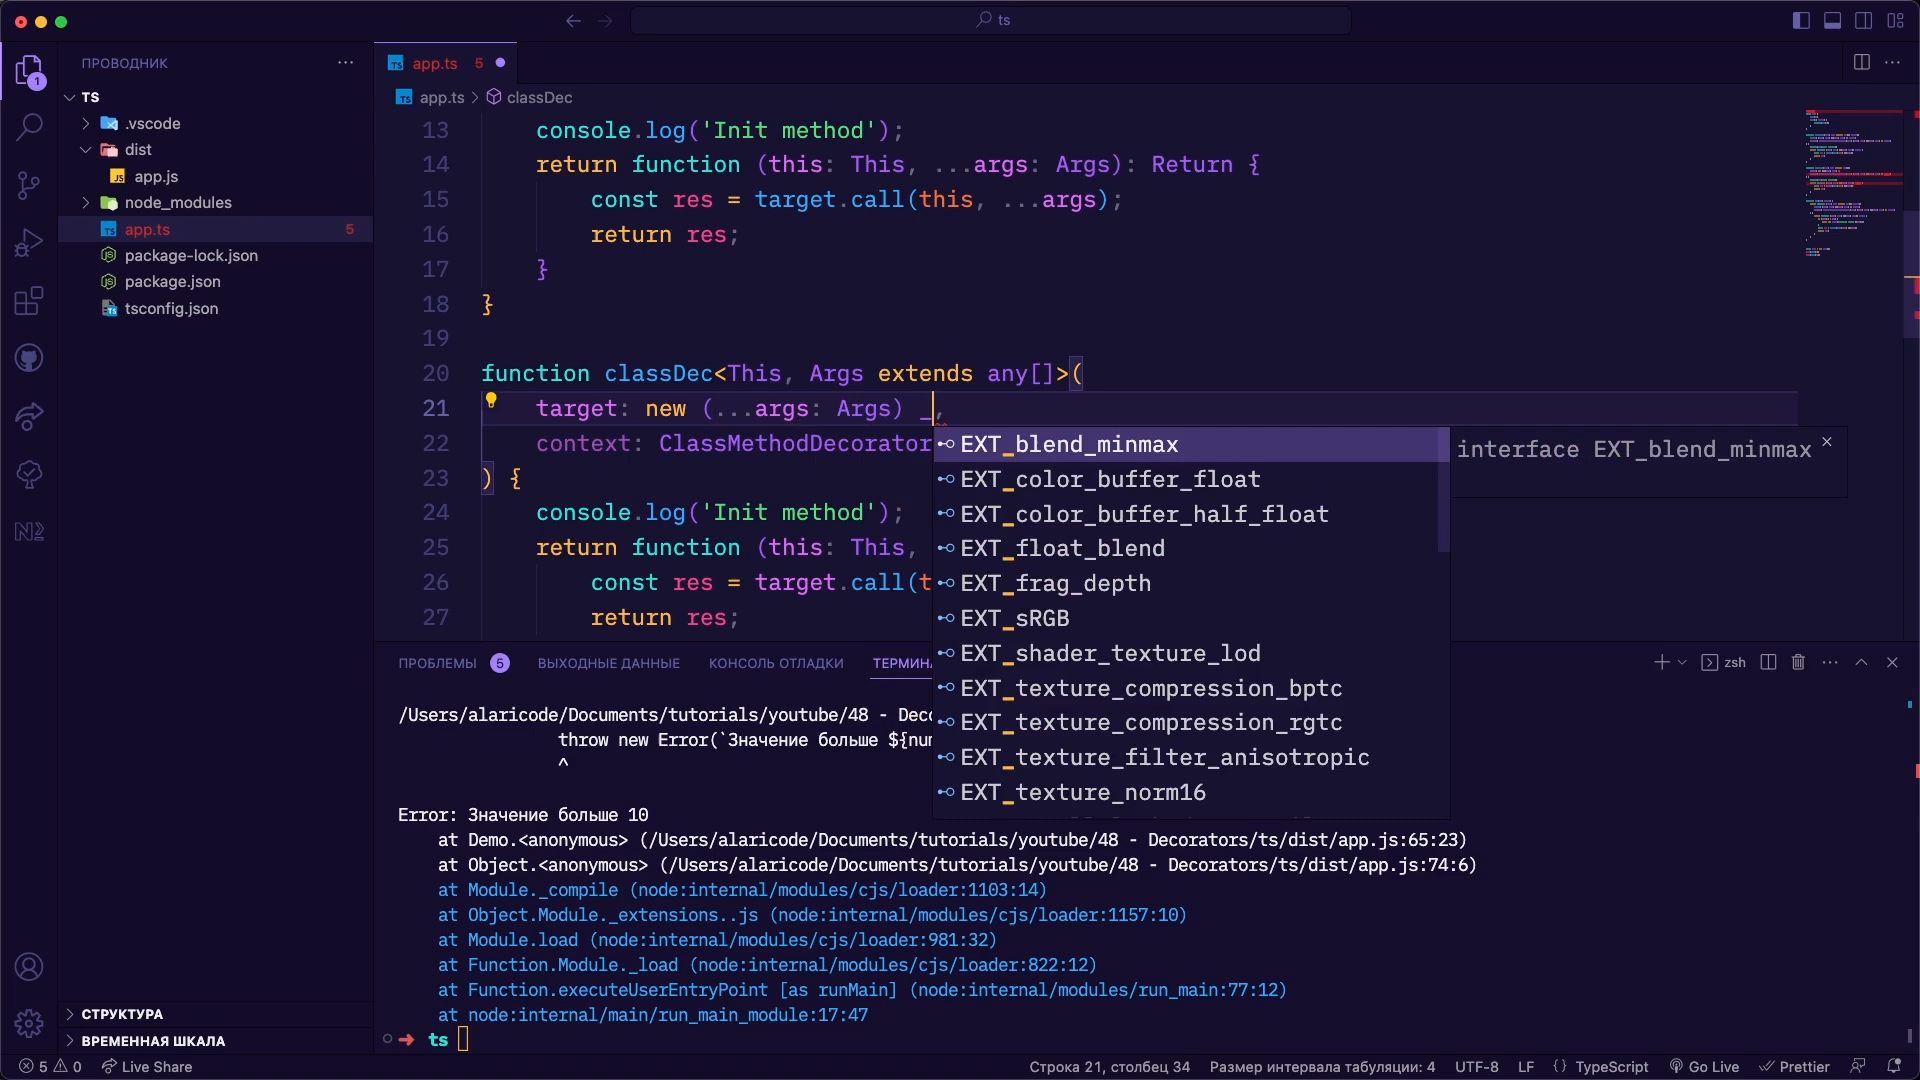 ts
ПРОВОДНИК
1
TS
.vscode
dist
JS app.js
node_modules
TS app.ts 5
package-lock.json
package.json
tsconfig.json
СТРУКТУРА
ВРЕМЕННАЯ ШКАЛА
TS app.ts 5
TS app.ts > classDec
13 console.log('Init method');
14 return function (this: This, ...args: Args): Return {
15 const res = target.call(this, ...args);
16 return res;
17 }
18 }
19
20 function classDec<This, Args extends any[]>(
21 target: new (...args: Args) _,
22 context: ClassMethodDecorator
23 ) {
24 console.log('Init method');
25 return function (this: This,
26 const res = target.call(t
27 return res;
EXT_blend_minmax
EXT_color_buffer_float
EXT_color_buffer_half_float
EXT_float_blend
EXT_frag_depth
EXT_sRGB
EXT_shader_texture_lod
EXT_texture_compression_bptc
EXT_texture_compression_rgtc
EXT_texture_filter_anisotropic
EXT_texture_norm16
interface EXT_blend_minmax
ПРОБЛЕМЫ 5 ВЫХОДНЫЕ ДАННЫЕ КОНСОЛЬ ОТЛАДКИ ТЕРМИНА
zsh
/Users/alaricode/Documents/tutorials/youtube/48 - Deco
throw new Error(`Значение больше ${num
^
Error: Значение больше 10
at Demo.<anonymous> (/Users/alaricode/Documents/tutorials/youtube/48 - Decorators/ts/dist/app.js:65:23)
at Object.<anonymous> (/Users/alaricode/Documents/tutorials/youtube/48 - Decorators/ts/dist/app.js:74:6)
at Module._compile (node:internal/modules/cjs/loader:1103:14)
at Object.Module._extensions..js (node:internal/modules/cjs/loader:1157:10)
at Module.load (node:internal/modules/cjs/loader:981:32)
at Function.Module._load (node:internal/modules/cjs/loader:822:12)
at Function.executeUserEntryPoint [as runMain] (node:internal/modules/run_main:77:12)
at node:internal/main/run_main_module:17:47
➜ ts
5 0 Live Share
Строка 21, столбец 34 Размер интервала табуляции: 4 UTF-8 LF {} TypeScript Go Live Prettier